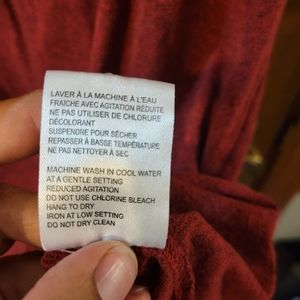 LAVER À LA MACHINE À L'EAU
FRAICHE AVEC AGITATION RÉDUITE
NE PAS UTILISER DE CHLORURE
DÉCOLORANT
SUSPENDRE POUR SÉCHER
REPASSER À BASSE TEMPÉRATURE
NE PAS NETTOYER À SEC
MACHINE WASH IN COOL WATER
AT A GENTLE SETTING
REDUCED AGITATION
DO NOT USE CHLORINE BLEACH
HANG TO DRY
IRON AT LOW SETTING
DO NOT DRY CLEAN